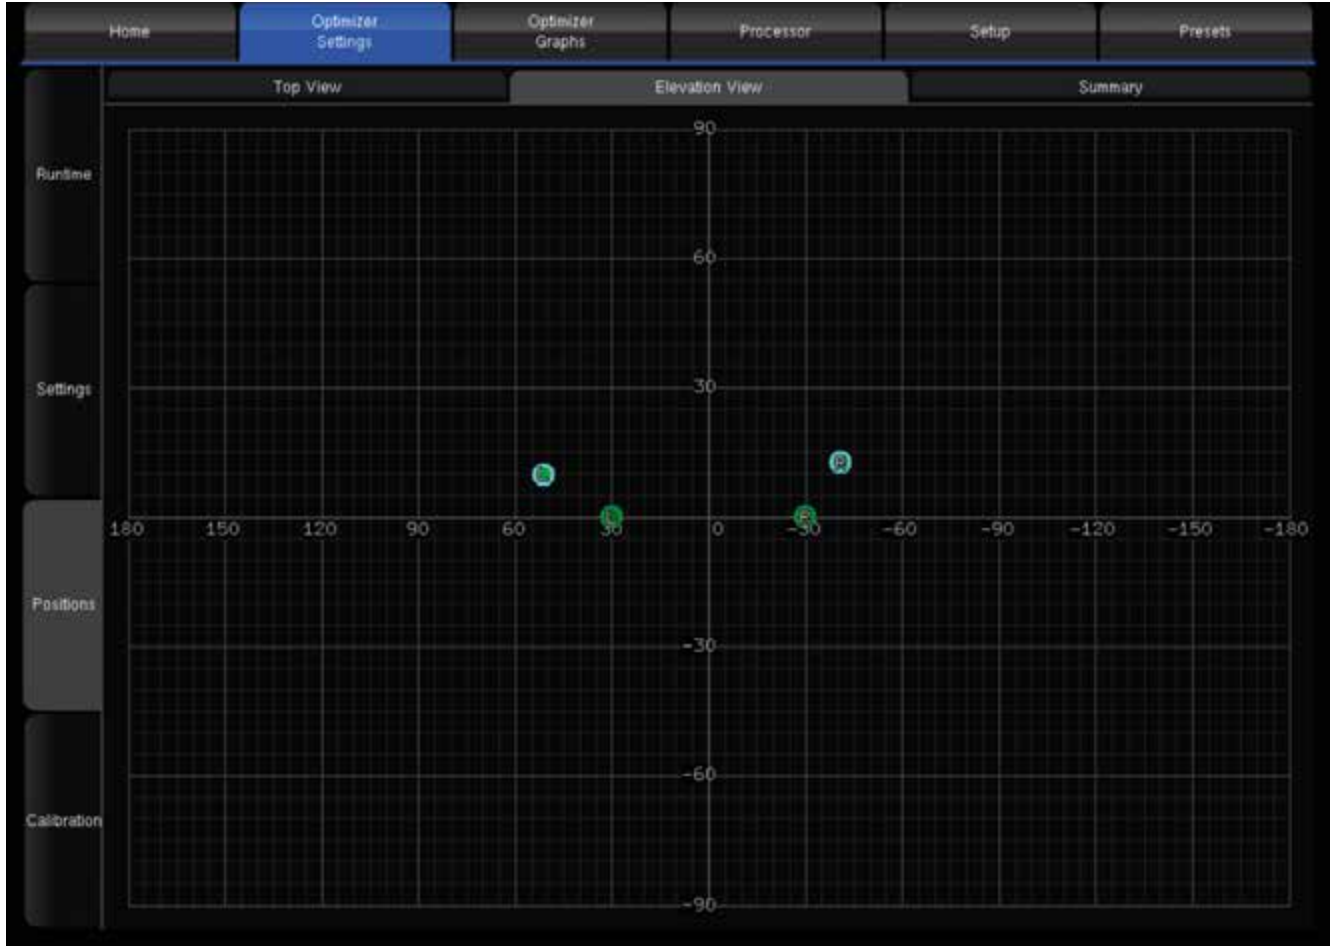 Home
Optimizer
Settings
Optimizer
Graphs
Processor
Setup
Presets
Top View
Elevation View
Summary
Runtime
Settings
Positions
Calibration
90
60
30
180 150 120 90 60 30 0 -30 -60 -90 -120 -150 -180
-30
-60
-90
R
R